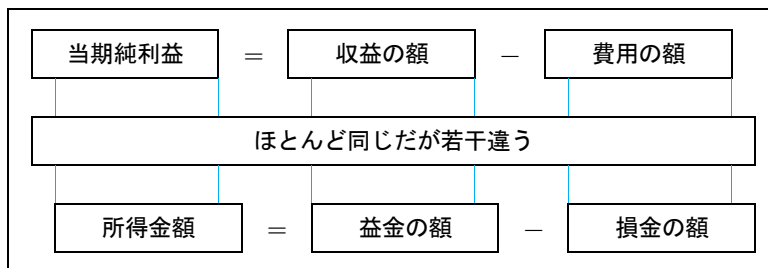 当期純利益 = 収益の額 − 費用の額
ほとんど同じだが若干違う
所得金額 = 益金の額 − 損金の額